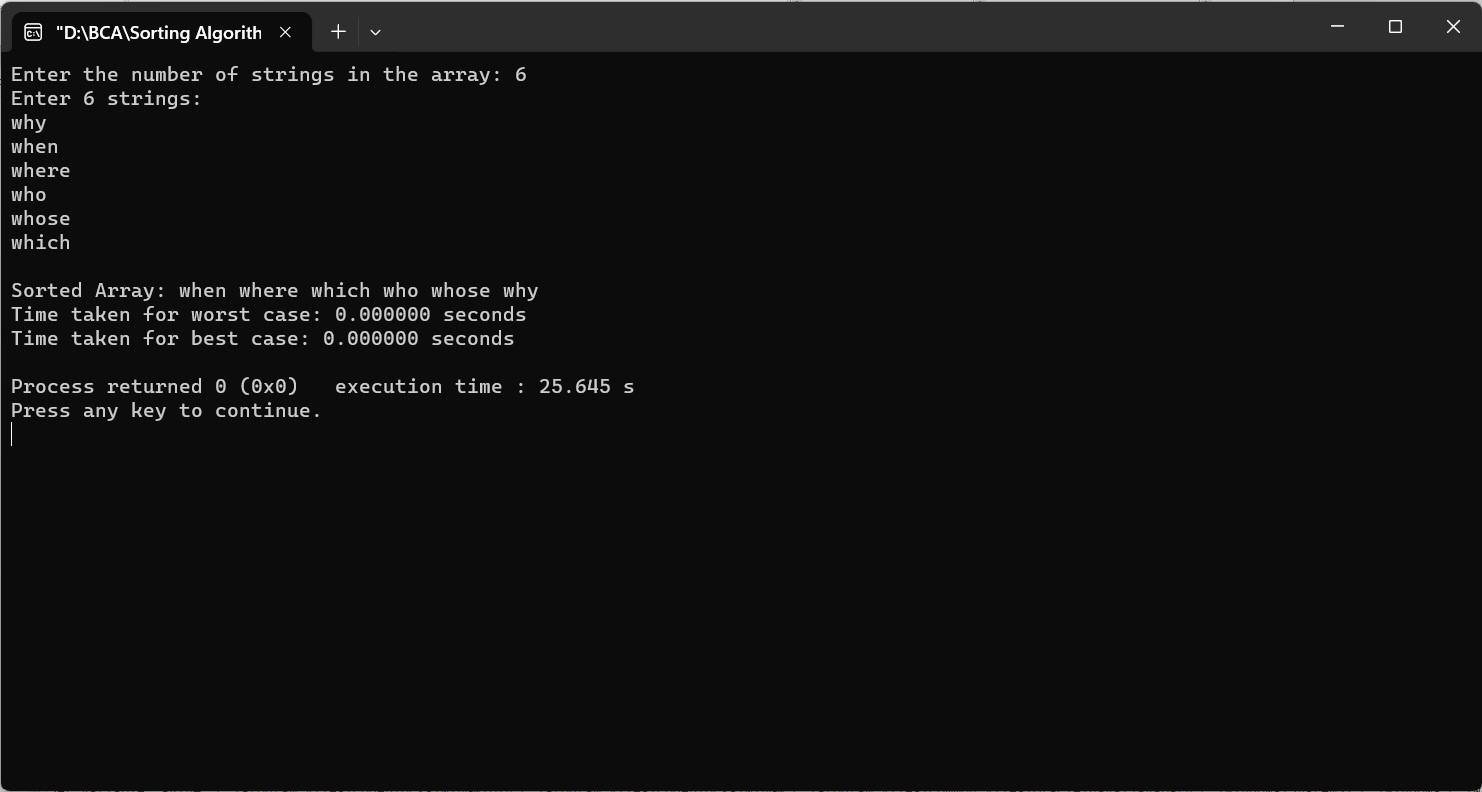 "D:\BCA\Sorting Algorith
Enter the number of strings in the array: 6
Enter 6 strings:
why
when
where
who
whose
which
Sorted Array: when where which who whose why
Time taken for worst case: 0.000000 seconds
Time taken for best case: 0.000000 seconds
Process returned 0 (0x0)   execution time : 25.645 s
Press any key to continue.